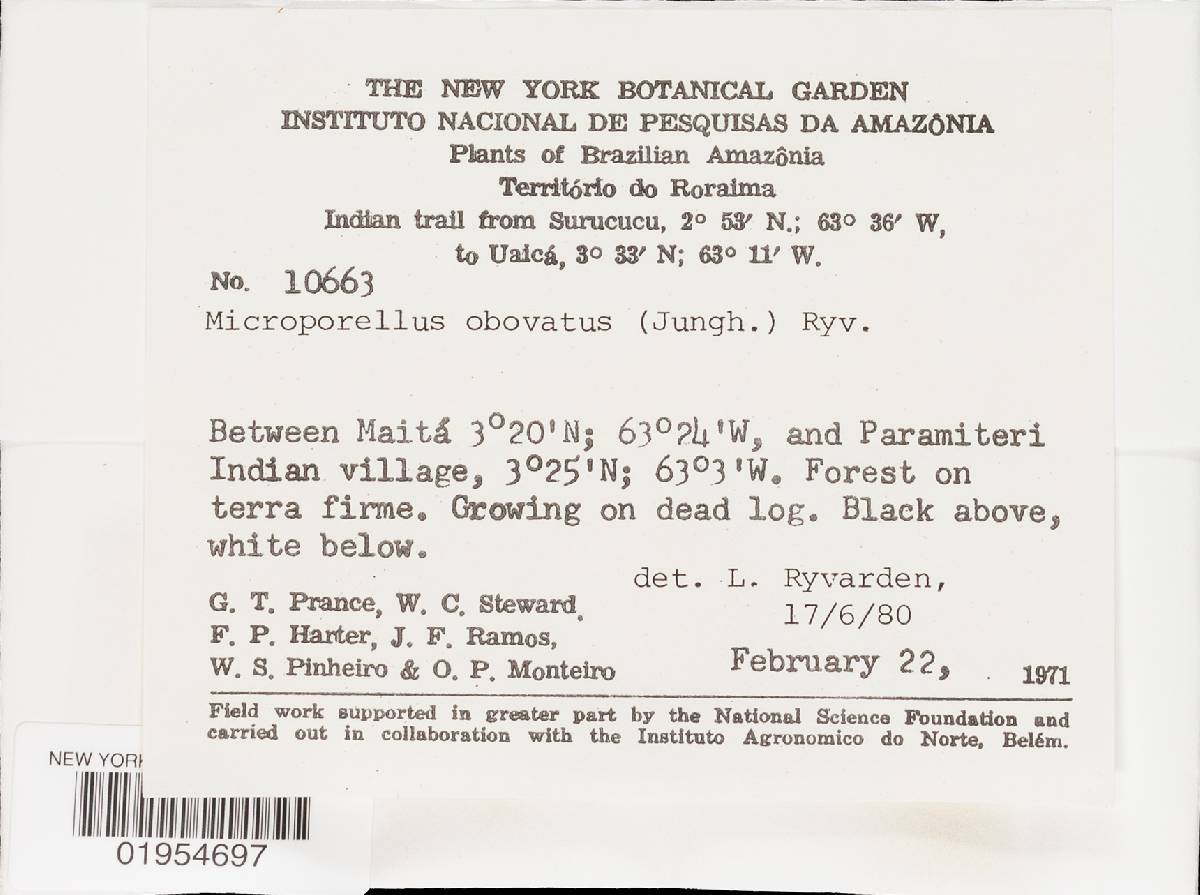 THE NEW YORK BOTANICAL GARDEN
INSTITUTO NACIONAL DE PESQUISAS DA AMAZÔNIA
Plants of Brazilian Amazônia
Território do Roraima
Indian trail from Surucucu, 2° 53′ N.; 63° 36′ W,
to Uaicá, 3° 33′ N; 63° 11′ W.
No. 10663
Microporellus obovatus (Jungh.) Ryv.
Between Maitá 3°20'N; 63°24'W, and Paramiteri
Indian village, 3°25'N; 63°3'W. Forest on
terra firme. Growing on dead log. Black above,
white below.
det. L. Ryvarden,
17/6/80
G. T. Prance, W. C. Steward,
F. P. Harter, J. F. Ramos,
W. S. Pinheiro & O. P. Monteiro
February 22, 1971
Field work supported in greater part by the National Science Foundation and
carried out in collaboration with the Instituto Agronomico do Norte, Belém.
NEW YORK
01954697